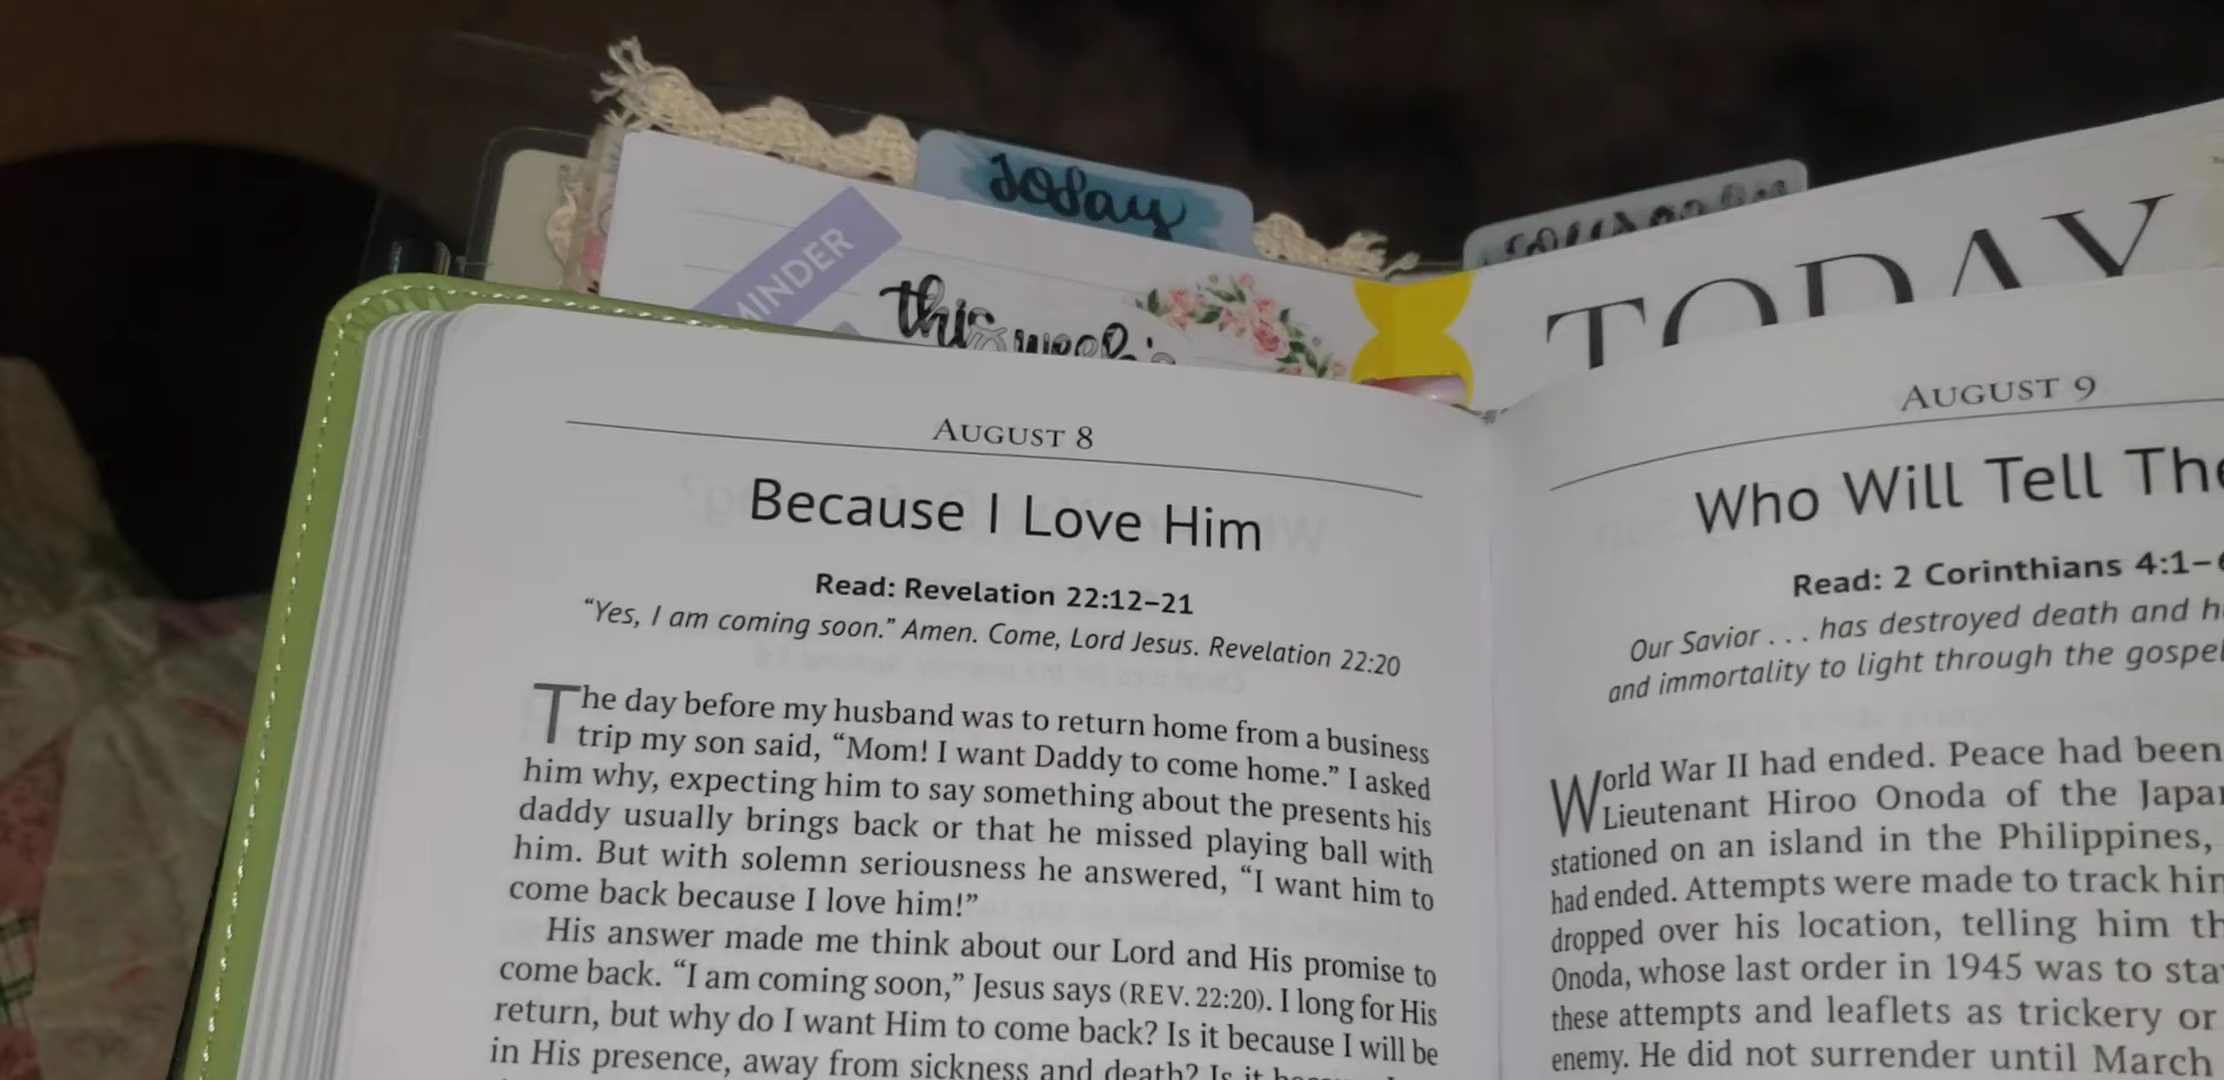 today
MINDER
this week's
TODAY
AUGUST 8
Because I Love Him
Read: Revelation 22:12–21
“Yes, I am coming soon.” Amen. Come, Lord Jesus. Revelation 22:20
The day before my husband was to return home from a business
trip my son said, “Mom! I want Daddy to come home.” I asked
him why, expecting him to say something about the presents his
daddy usually brings back or that he missed playing ball with
him. But with solemn seriousness he answered, “I want him to
come back because I love him!”
His answer made me think about our Lord and His promise to
come back. “I am coming soon,” Jesus says (REV. 22:20). I long for His
return, but why do I want Him to come back? Is it because I will be
in His presence, away from sickness and death? Is it
AUGUST 9
Who Will Tell The
Read: 2 Corinthians 4:1–
Our Savior . . . has destroyed death and
and immortality to light through the gospel
World War II had ended. Peace had been
Lieutenant Hiroo Onoda of the Japa
stationed on an island in the Philippines,
had ended. Attempts were made to track
dropped over his location, telling him th
Onoda, whose last order in 1945 was to sta
these attempts and leaflets as trickery or
enemy. He did not surrender until March